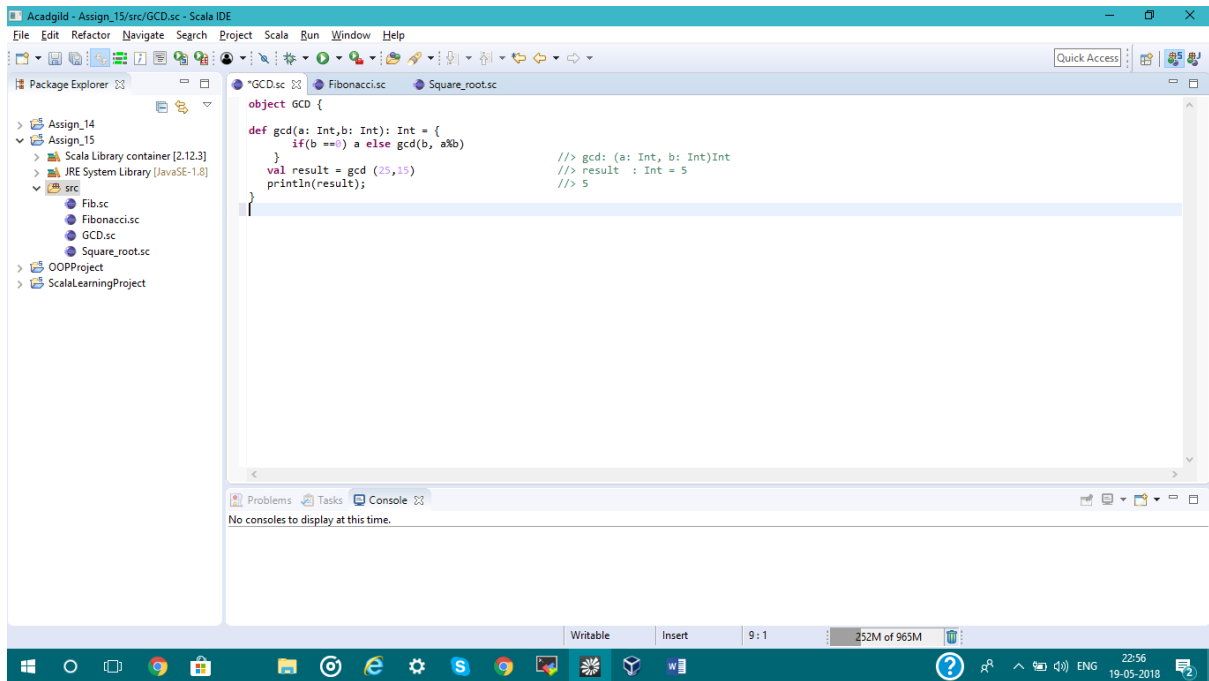 Acadgild - Assign_15/src/GCD.sc - Scala IDE
File Edit Refactor Navigate Search Project Scala Run Window Help
Quick Access
Package Explorer
*GCD.sc Fibonacci.sc Square_root.sc
Assign_14
Assign_15
Scala Library container [2.12.3]
JRE System Library [JavaSE-1.8]
src
Fib.sc
Fibonacci.sc
GCD.sc
Square_root.sc
OOPProject
ScalaLearningProject
object GCD {
def gcd(a: Int,b: Int): Int = {
if(b ==0) a else gcd(b, a%b)
} //> gcd: (a: Int, b: Int)Int
val result = gcd (25,15) //> result : Int = 5
println(result); //> 5
}
Problems Tasks Console
No consoles to display at this time.
Writable Insert 9 : 1 252M of 965M
ENG 22:56
19-05-2018
2